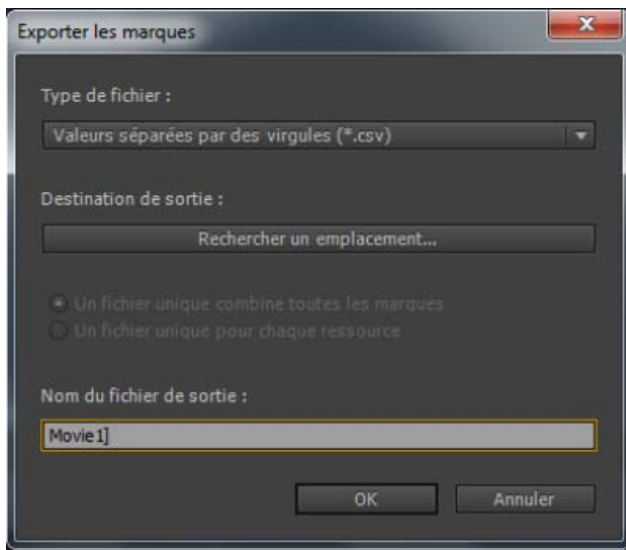 Exporter les marques
Type de fichier :
Valeurs séparées par des virgules (*.csv)
Destination de sortie :
Rechercher un emplacement...
Un fichier unique combine toutes les marques
Un fichier unique pour chaque ressource
Nom du fichier de sortie :
Movie1]
OK
Annuler